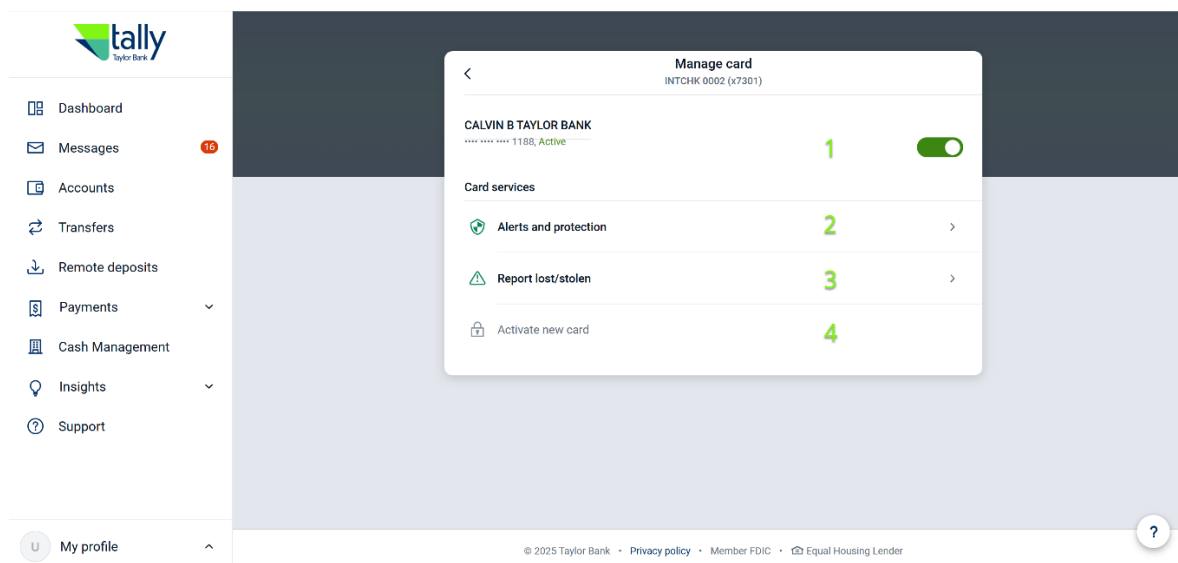 tally
Taylor Bank
Dashboard
Messages 16
Accounts
Transfers
Remote deposits
Payments
Cash Management
Insights
Support
U My profile
Manage card
INTCHK 0002 (x7301)
CALVIN B TAYLOR BANK
•••• •••• •••• 1188, Active
1
Card services
Alerts and protection 2
Report lost/stolen 3
Activate new card 4
?
© 2025 Taylor Bank • Privacy policy • Member FDIC • Equal Housing Lender